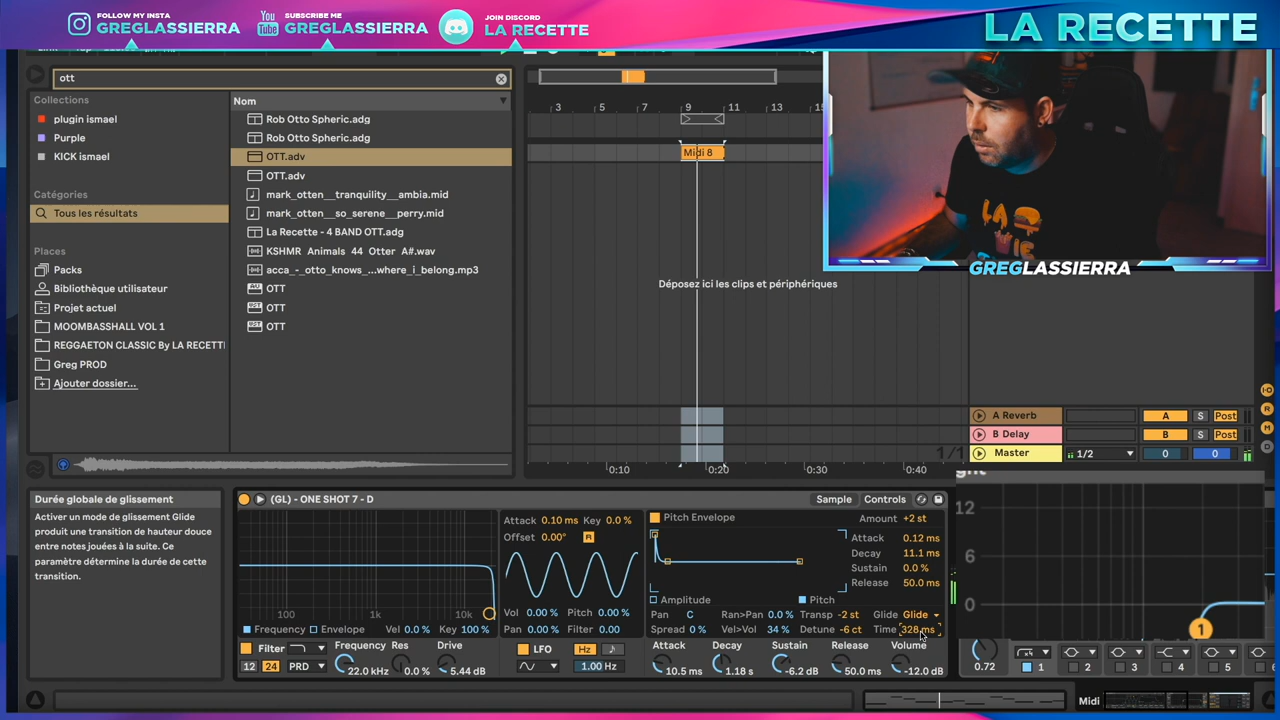 FOLLOW MY INSTA
GREGLASSIERRA
You Tube
SUBSCRIBE ME
GREGLASSIERRA
JOIN DISCORD
LA RECETTE
LA RECETTE
ott
Collections
plugin ismael
Purple
KICK ismael
Catégories
Tous les résultats
Places
Packs
Bibliothèque utilisateur
Projet actuel
MOOMBASSHALL VOL 1
REGGAETON CLASSIC By LA RECETTE
Greg PROD
Ajouter dossier...
Nom
Rob Otto Spheric.adg
Rob Otto Spheric.adg
OTT.adv
OTT.adv
mark_otten__tranquility__ambia.mid
mark_otten__so_serene__perry.mid
La Recette - 4 BAND OTT.adg
KSHMR Animals 44 Otter A#.wav
acca_-_otto_knows_...where_i_belong.mp3
OTT
OTT
OTT
3 5 7 9 11 13 15
Midi 8
Déposez ici les clips et périphériques
GREGLASSIERRA
A Reverb A S Post
B Delay B S Post
1/1 Master 1/2 0 0
0:10 0:20 0:30 0:40
I·O
R
M
D
Durée globale de glissement
Activer un mode de glissement Glide
produit une transition de hauteur douce
entre notes jouées à la suite. Ce
paramètre détermine la durée de cette
transition.
(GL) - ONE SHOT 7 - D
Sample Controls
100 1k 10k
Frequency Envelope Vel 0.0 % Key 100 %
Filter
12 24 PRD
Frequency Res Drive
22.0 kHz 0.0 % 5.44 dB
Attack 0.10 ms Key 0.0 %
Offset 0.00° R
Vol 0.00 % Pitch 0.00 %
Pan 0.00 % Filter 0.00
LFO Hz
1.00 Hz
Pitch Envelope Amount +2 st
Attack 0.12 ms
Decay 11.1 ms
Sustain 0.0 %
Release 50.0 ms
Amplitude Pitch
Pan C Ran>Pan 0.0 % Transp -2 st Glide Glide
Spread 0 % Vel>Vol 34 % Detune -6 ct Time 328 ms
Attack Decay Sustain Release Volume
10.5 ms 1.18 s -6.2 dB 50.0 ms -12.0 dB
12
6
0
1
0.72
x4
1 2 3 4 5
Midi